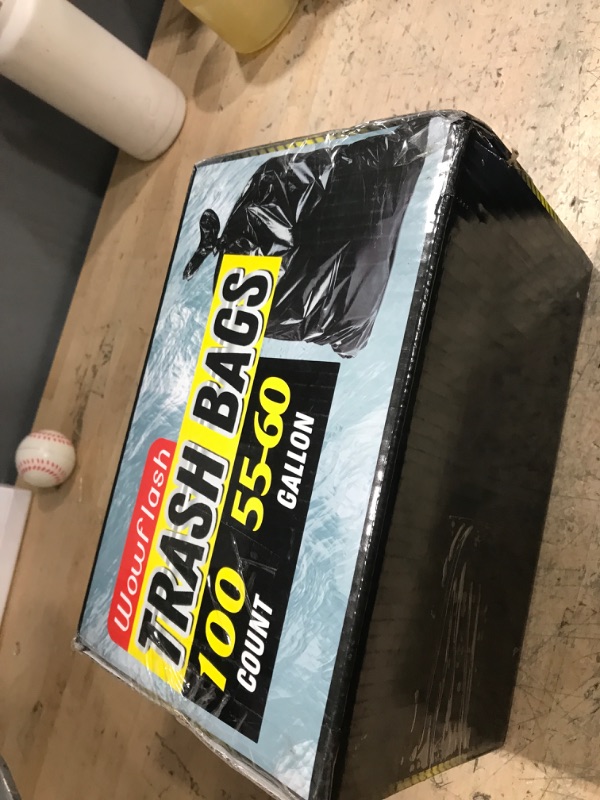 Wowflash
TRASH BAGS
100 55-60
COUNT GALLON